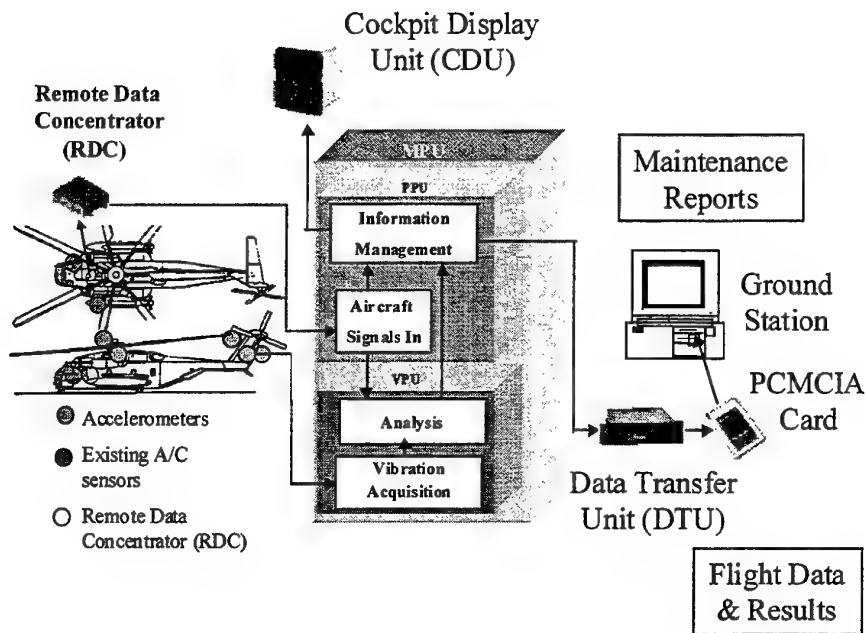 Cockpit Display
Unit (CDU)
Remote Data
Concentrator
(RDC)
MPU
PPU
Information
Management
Aircraft
Signals In
VPU
Analysis
Vibration
Acquisition
Accelerometers
Existing A/C
sensors
Remote Data
Concentrator (RDC)
Maintenance
Reports
Ground
Station
PCMCIA
Card
Data Transfer
Unit (DTU)
Flight Data
& Results